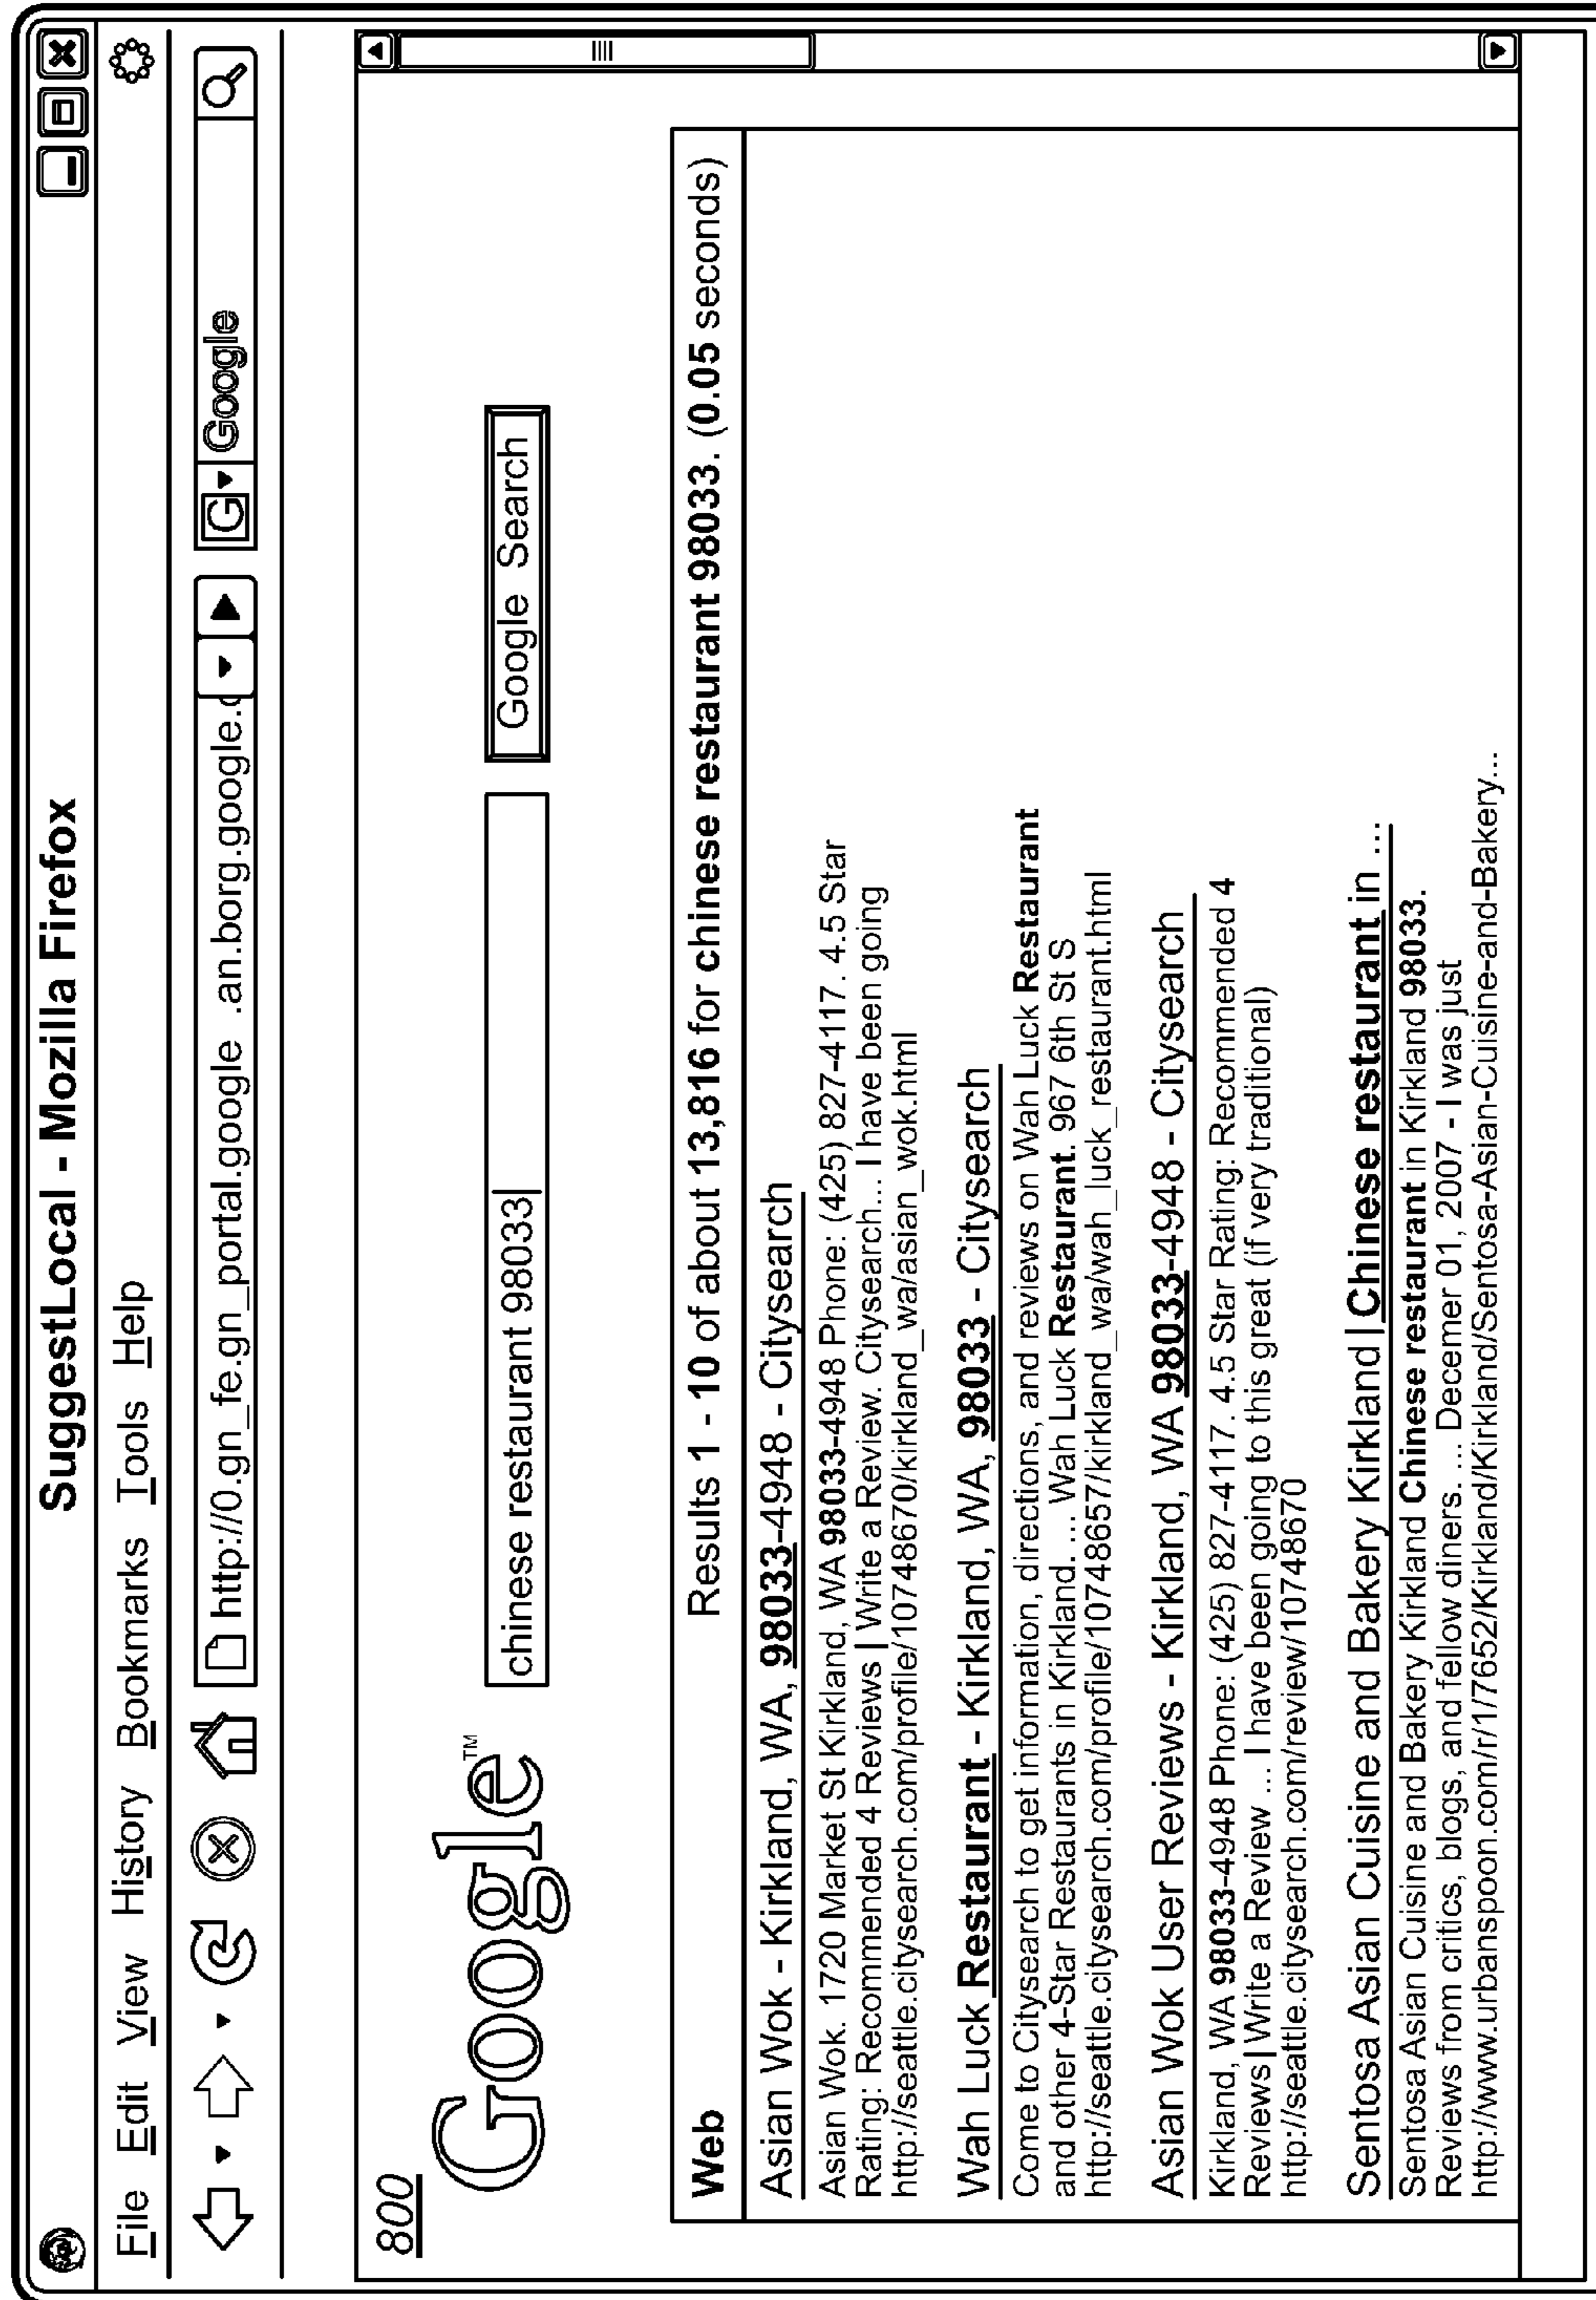 SuggestLocal - Mozilla Firefox
File Edit View History Bookmarks Tools Help
http://0.gn_fe.gn_portal.google .an.borg.google.c
G Google
800
Google™
chinese restaurant 98033
Google Search
Web Results 1 - 10 of about 13,816 for chinese restaurant 98033. (0.05 seconds)
Asian Wok - Kirkland, WA, 98033-4948 - Citysearch
Asian Wok. 1720 Market St Kirkland, WA 98033-4948 Phone: (425) 827-4117. 4.5 Star
Rating: Recommended 4 Reviews | Write a Review. Citysearch... I have been going
http://seattle.citysearch.com/profile/10748670/kirkland_wa/asian_wok.html
Wah Luck Restaurant - Kirkland, WA, 98033 - Citysearch
Come to Citysearch to get information, directions, and reviews on Wah Luck Restaurant
and other 4-Star Restaurants in Kirkland. ... Wah Luck Restaurant. 967 6th St S
http://seattle.citysearch.com/profile/10748657/kirkland_wa/wah_luck_restaurant.html
Asian Wok User Reviews - Kirkland, WA 98033-4948 - Citysearch
Kirkland, WA 98033-4948 Phone: (425) 827-4117. 4.5 Star Rating: Recommended 4
Reviews | Write a Review ... I have been going to this great (if very traditional)
http://seattle.citysearch.com/review/10748670
Sentosa Asian Cuisine and Bakery Kirkland | Chinese restaurant in ...
Sentosa Asian Cuisine and Bakery Kirkland Chinese restaurant in Kirkland 98033.
Reviews from critics, blogs, and fellow diners. ... Decemer 01, 2007 - I was just
http://www.urbanspoon.com/r/1/7652/Kirkland/Kirkland/Sentosa-Asian-Cuisine-and-Bakery...